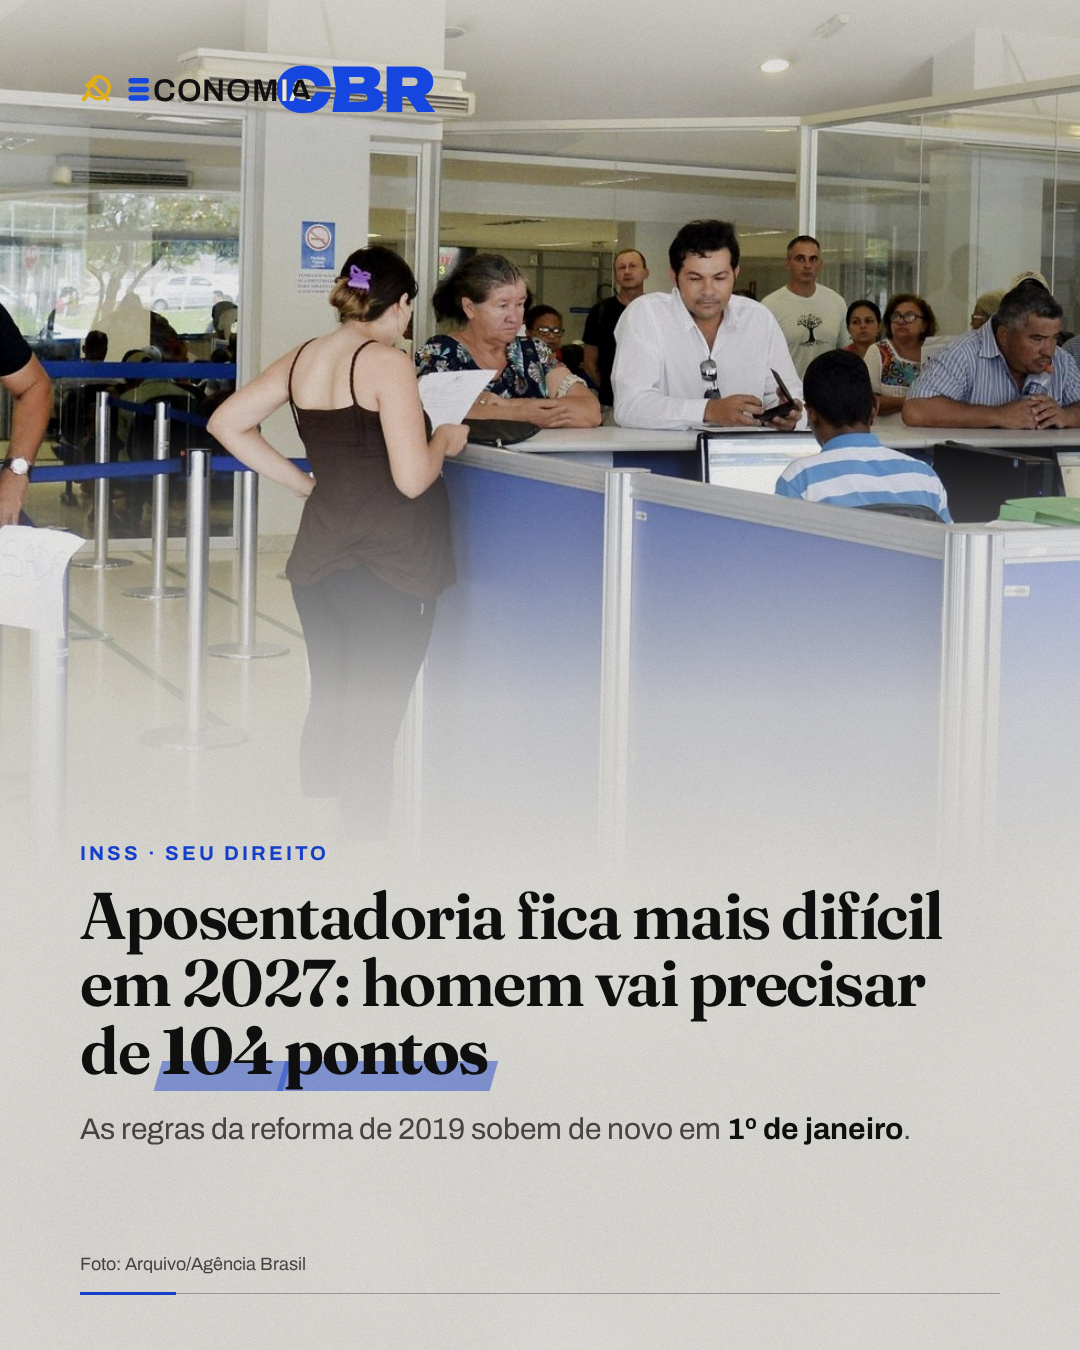 ECONOMIA CBR
INSS · SEU DIREITO
Aposentadoria fica mais difícil
em 2027: homem vai precisar
de 104 pontos
As regras da reforma de 2019 sobem de novo em 1º de janeiro.
Foto: Arquivo/Agência Brasil